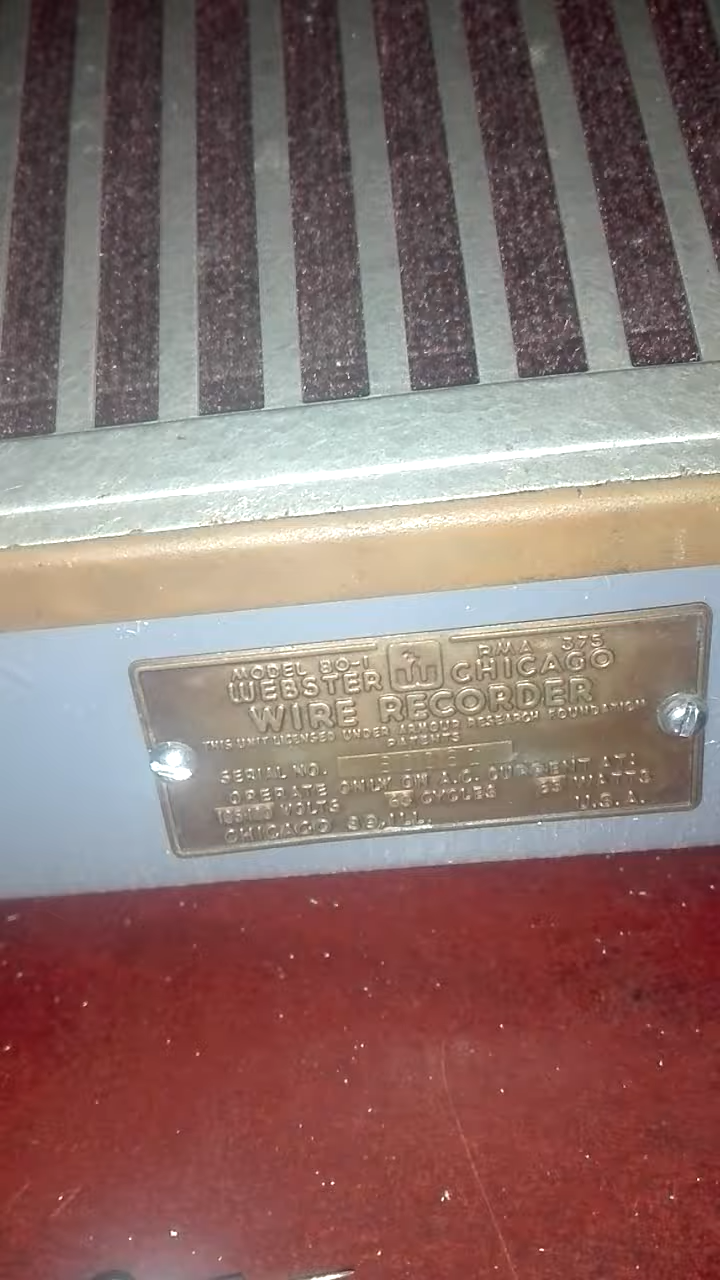 MODEL 80-1 RMA 375
WEBSTER W CHICAGO
WIRE RECORDER
THIS UNIT LICENSED UNDER ARMOUR RESEARCH FOUNDATION
PATENTS
SERIAL NO.
OPERATE ONLY ON A.C. CURRENT AT:
VOLTS CYCLES WATTS
CHICAGO 39, ILL. U.S.A.